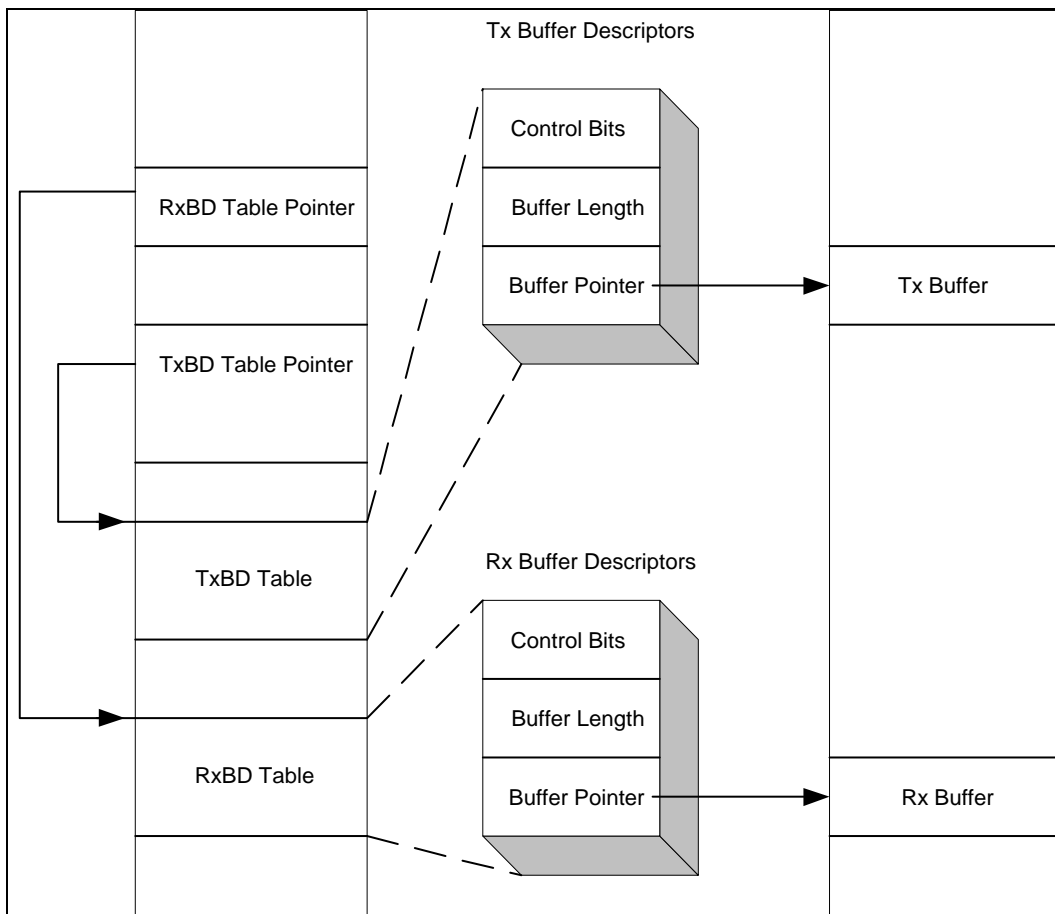 Tx Buffer Descriptors
Control Bits
RxBD Table Pointer
Buffer Length
Buffer Pointer
Tx Buffer
TxBD Table Pointer
Rx Buffer Descriptors
TxBD Table
Control Bits
Buffer Length
RxBD Table
Buffer Pointer
Rx Buffer